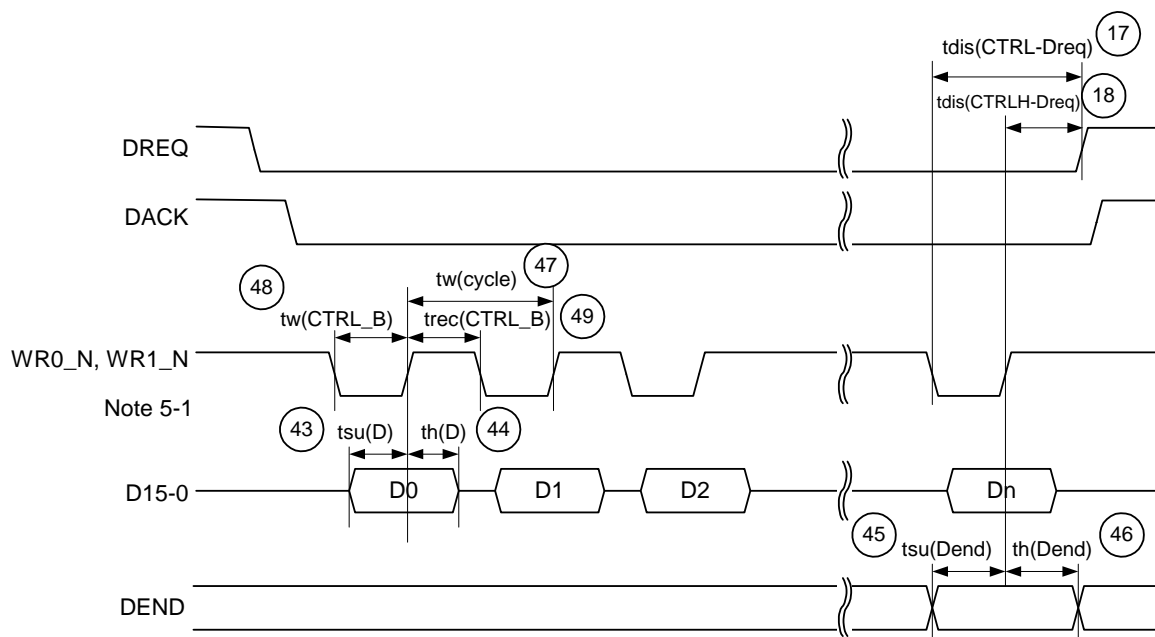 17
tdis(CTRL-Dreq)
tdis(CTRLH-Dreq)
18
DREQ
DACK
47
48
tw(cycle)
tw(CTRL_B)
trec(CTRL_B)
49
WR0_N, WR1_N
Note 5-1
43
tsu(D)
th(D)
44
D15-0
D0
D1
D2
Dn
45
tsu(Dend)
th(Dend)
46
DEND